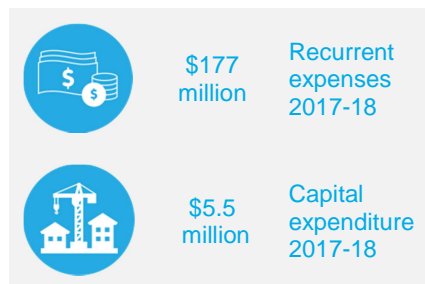 $
$
$177
million
Recurrent
expenses
2017-18
$5.5
million
Capital
expenditure
2017-18